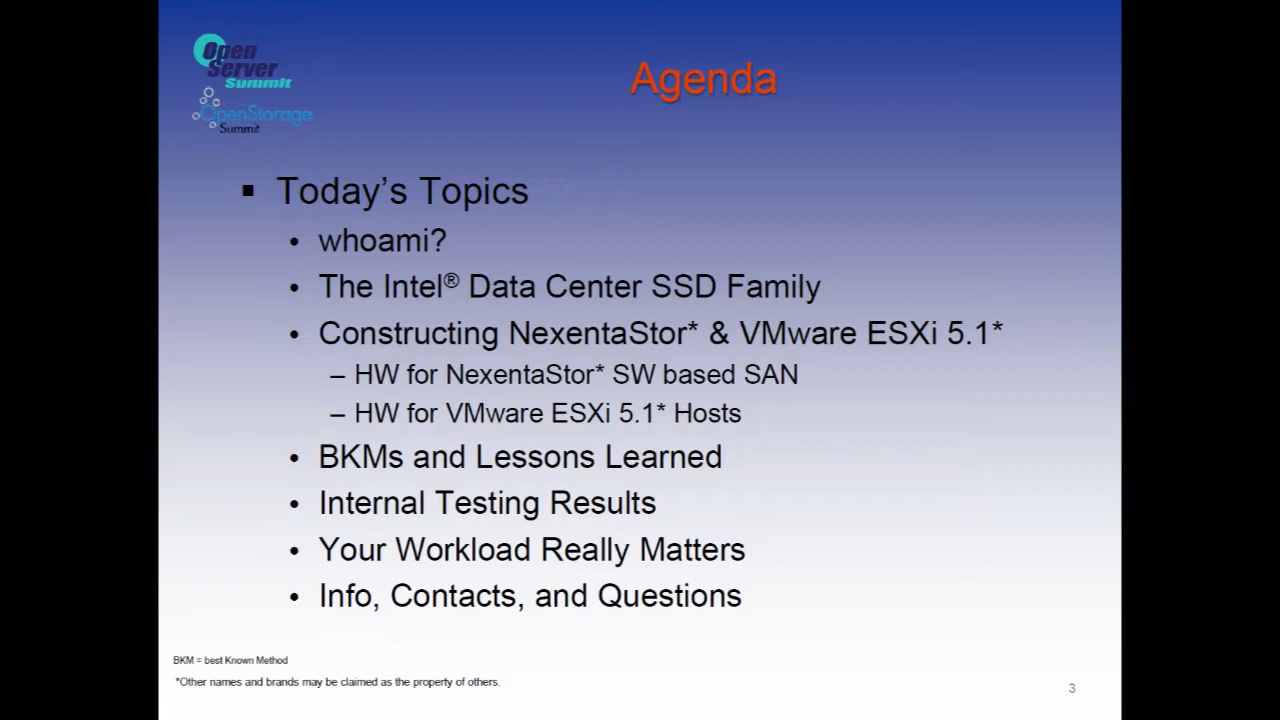 Open
Server
Summit
OpenStorage
Summit
Agenda
▪ Today's Topics
• whoami?
• The Intel® Data Center SSD Family
• Constructing NexentaStor* & VMware ESXi 5.1*
– HW for NexentaStor* SW based SAN
– HW for VMware ESXi 5.1* Hosts
• BKMs and Lessons Learned
• Internal Testing Results
• Your Workload Really Matters
• Info, Contacts, and Questions
BKM = best Known Method
*Other names and brands may be claimed as the property of others.
3